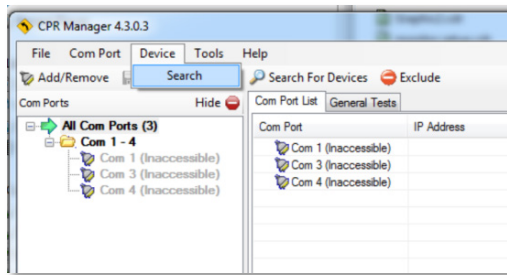 CPR Manager 4.3.0.3
File Com Port Device Tools Help
Add/Remove Search Search For Devices Exclude
Com Ports Hide Com Port List General Tests
All Com Ports (3) Com Port IP Address
Com 1 - 4 Com 1 (Inaccessible)
Com 1 (Inaccessible) Com 3 (Inaccessible)
Com 3 (Inaccessible) Com 4 (Inaccessible)
Com 4 (Inaccessible)